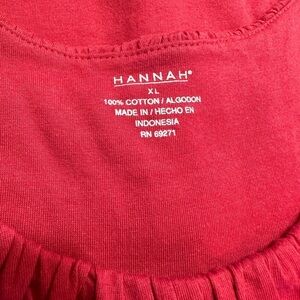 HANNAH®
XL
100% COTTON / ALGODON
MADE IN / HECHO EN
INDONESIA
RN 69271